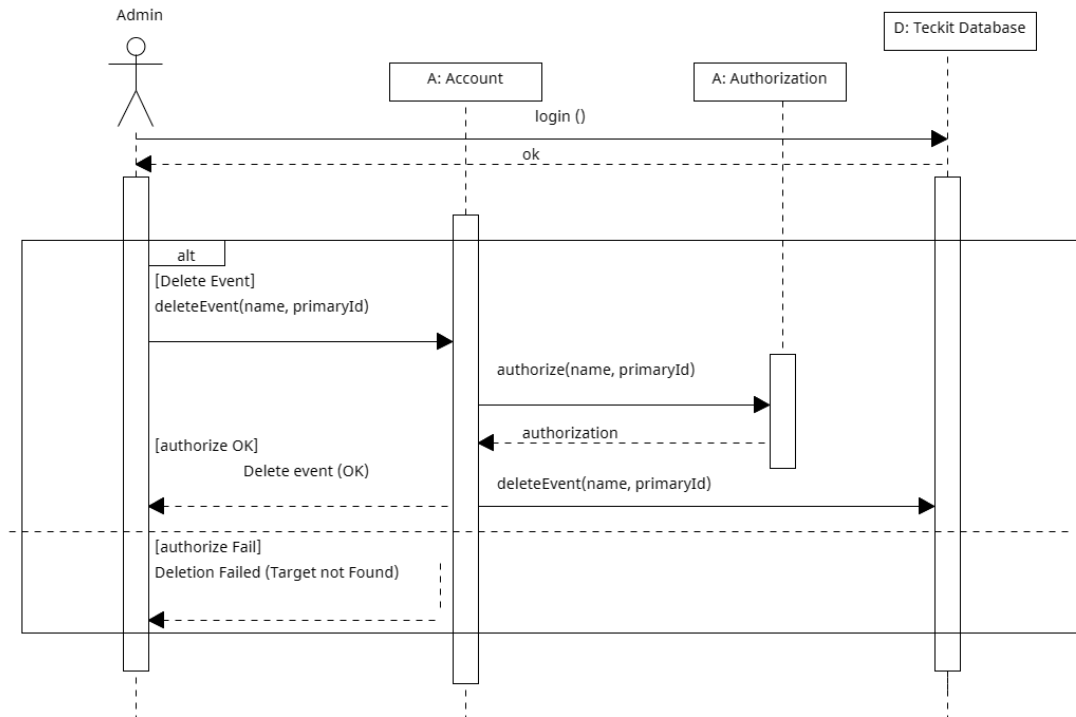 Admin
D: Teckit Database
A: Account
A: Authorization
login ()
ok
alt
[Delete Event]
deleteEvent(name, primaryId)
authorize(name, primaryId)
authorization
[authorize OK]
Delete event (OK)
deleteEvent(name, primaryId)
[authorize Fail]
Deletion Failed (Target not Found)